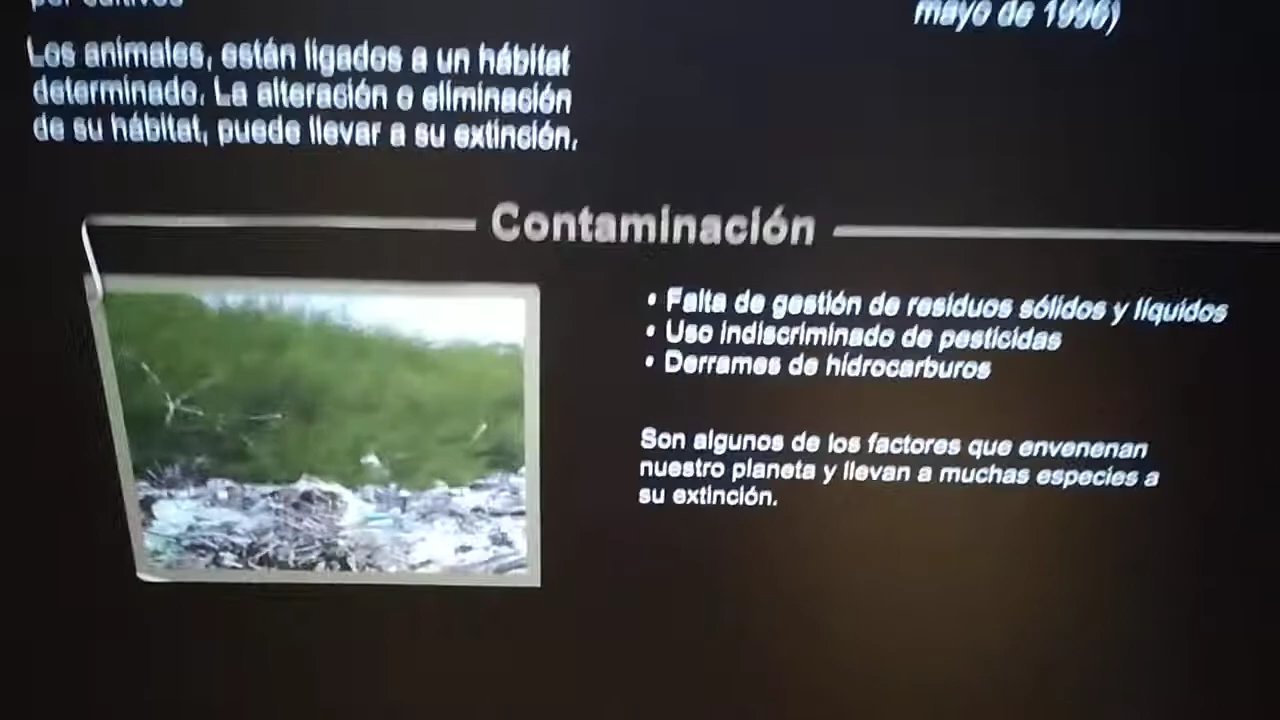 por cultivos
mayo de 1996)
Los animales, están ligados a un hábitat
determinado. La alteración o eliminación
de su hábitat, puede llevar a su extinción.
Contaminación
• Falta de gestión de residuos sólidos y líquidos
• Uso indiscriminado de pesticidas
• Derrames de hidrocarburos
Son algunos de los factores que envenenan
nuestro planeta y llevan a muchas especies a
su extinción.